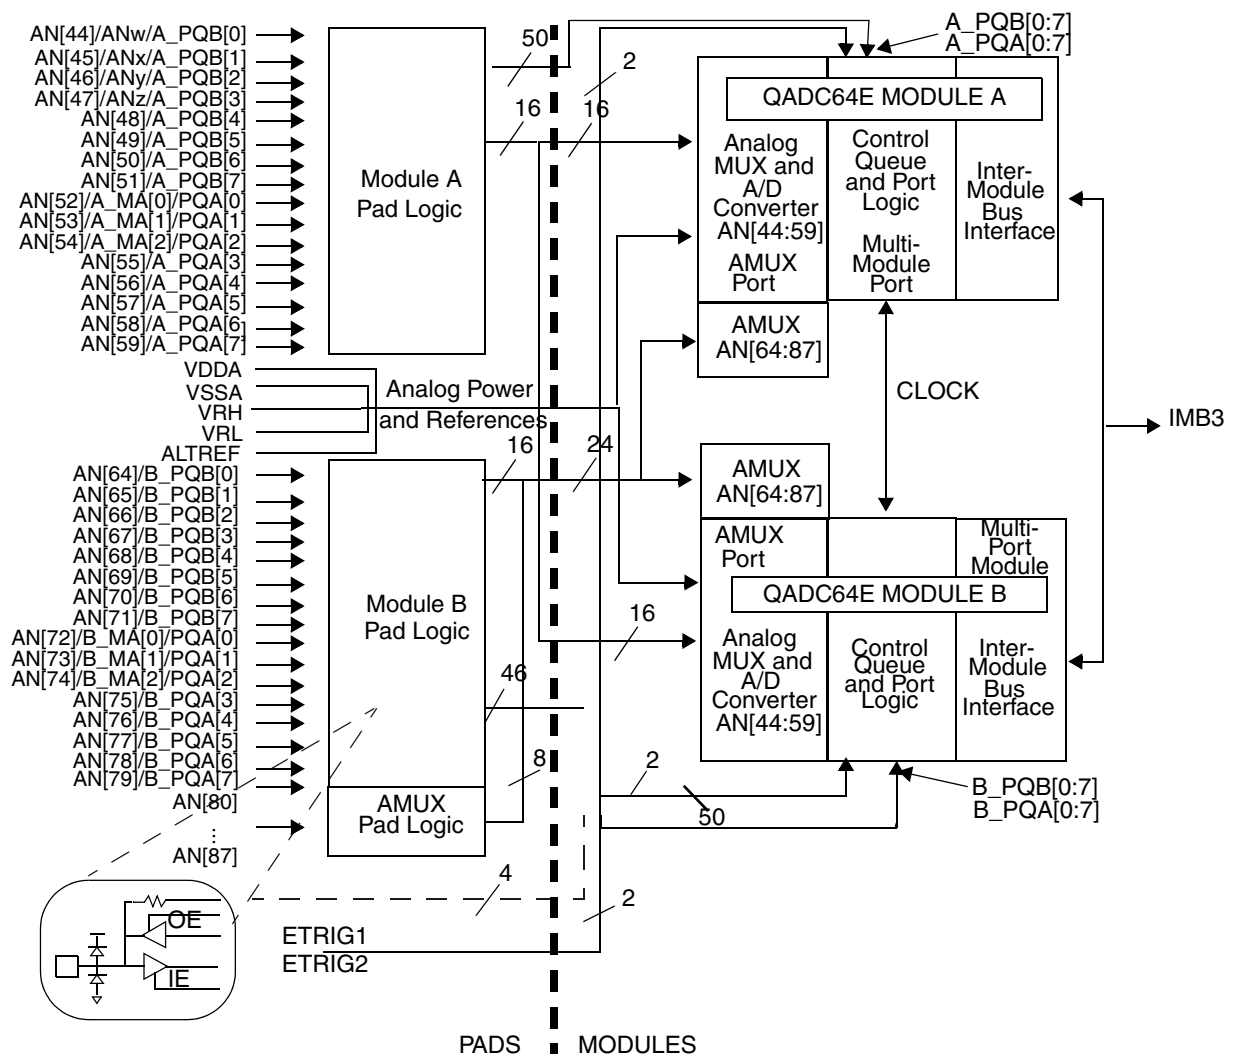 AN[44]/ANw/A_PQB[0]
AN[45]/ANx/A_PQB[1]
AN[46]/ANy/A_PQB[2]
AN[47]/ANz/A_PQB[3]
AN[48]/A_PQB[4]
AN[49]/A_PQB[5]
AN[50]/A_PQB[6]
AN[51]/A_PQB[7]
AN[52]/A_MA[0]/PQA[0]
AN[53]/A_MA[1]/PQA[1]
AN[54]/A_MA[2]/PQA[2]
AN[55]/A_PQA[3]
AN[56]/A_PQA[4]
AN[57]/A_PQA[5]
AN[58]/A_PQA[6]
AN[59]/A_PQA[7]
VDDA
VSSA
VRH
VRL
ALTREF
AN[64]/B_PQB[0]
AN[65]/B_PQB[1]
AN[66]/B_PQB[2]
AN[67]/B_PQB[3]
AN[68]/B_PQB[4]
AN[69]/B_PQB[5]
AN[70]/B_PQB[6]
AN[71]/B_PQB[7]
AN[72]/B_MA[0]/PQA[0]
AN[73]/B_MA[1]/PQA[1]
AN[74]/B_MA[2]/PQA[2]
AN[75]/B_PQA[3]
AN[76]/B_PQA[4]
AN[77]/B_PQA[5]
AN[78]/B_PQA[6]
AN[79]/B_PQA[7]
AN[80]
...
AN[87]
OE
IE
Module A
Pad Logic
Analog Power
and References
Module B
Pad Logic
AMUX
Pad Logic
ETRIG1
ETRIG2
50
2
16
16
16
24
16
46
8
2
50
4
2
PADS
MODULES
A_PQB[0:7]
A_PQA[0:7]
QADC64E MODULE A
Analog
MUX and
A/D
Converter
AN[44:59]
AMUX
Port
Control
Queue
and Port
Logic
Multi-
Module
Port
Inter-
Module
Bus
Interface
AMUX
AN[64:87]
CLOCK
IMB3
AMUX
AN[64:87]
AMUX
Port
Multi-
Port
Module
QADC64E MODULE B
Analog
MUX and
A/D
Converter
AN[44:59]
Control
Queue
and Port
Logic
Inter-
Module
Bus
Interface
B_PQB[0:7]
B_PQA[0:7]